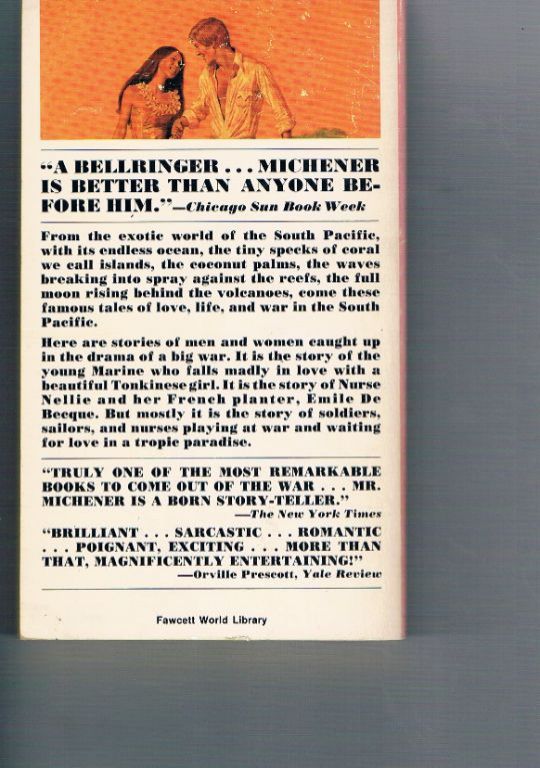 “A BELLRINGER . . . MICHENER
IS BETTER THAN ANYONE BE-
FORE HIM.”—Chicago Sun Book Week
From the exotic world of the South Pacific,
with its endless ocean, the tiny specks of coral
we call islands, the coconut palms, the waves
breaking into spray against the reefs, the full
moon rising behind the volcanoes, come these
famous tales of love, life, and war in the South
Pacific.
Here are stories of men and women caught up
in the drama of a big war. It is the story of the
young Marine who falls madly in love with a
beautiful Tonkinese girl. It is the story of Nurse
Nellie and her French planter, Emile De
Becque. But mostly it is the story of soldiers,
sailors, and nurses playing at war and waiting
for love in a tropic paradise.
“TRULY ONE OF THE MOST REMARKABLE
BOOKS TO COME OUT OF THE WAR . . . MR.
MICHENER IS A BORN STORY-TELLER.”
—The New York Times
“BRILLIANT . . . SARCASTIC . . . ROMANTIC
. . . POIGNANT, EXCITING . . . MORE THAN
THAT, MAGNIFICENTLY ENTERTAINING!”
—Orville Prescott, Yale Review
Fawcett World Library